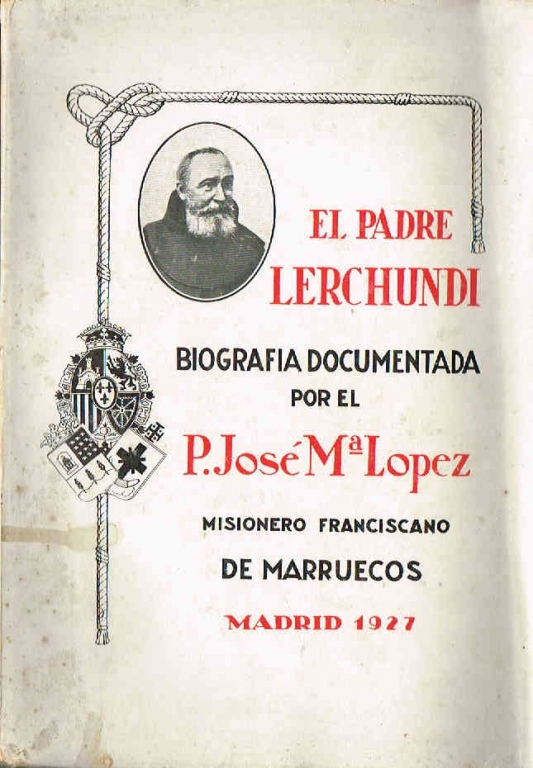 EL PADRE
LERCHUNDI
BIOGRAFIA DOCUMENTADA
POR EL
P. José Mª Lopez
MISIONERO FRANCISCANO
DE MARRUECOS
MADRID 1927